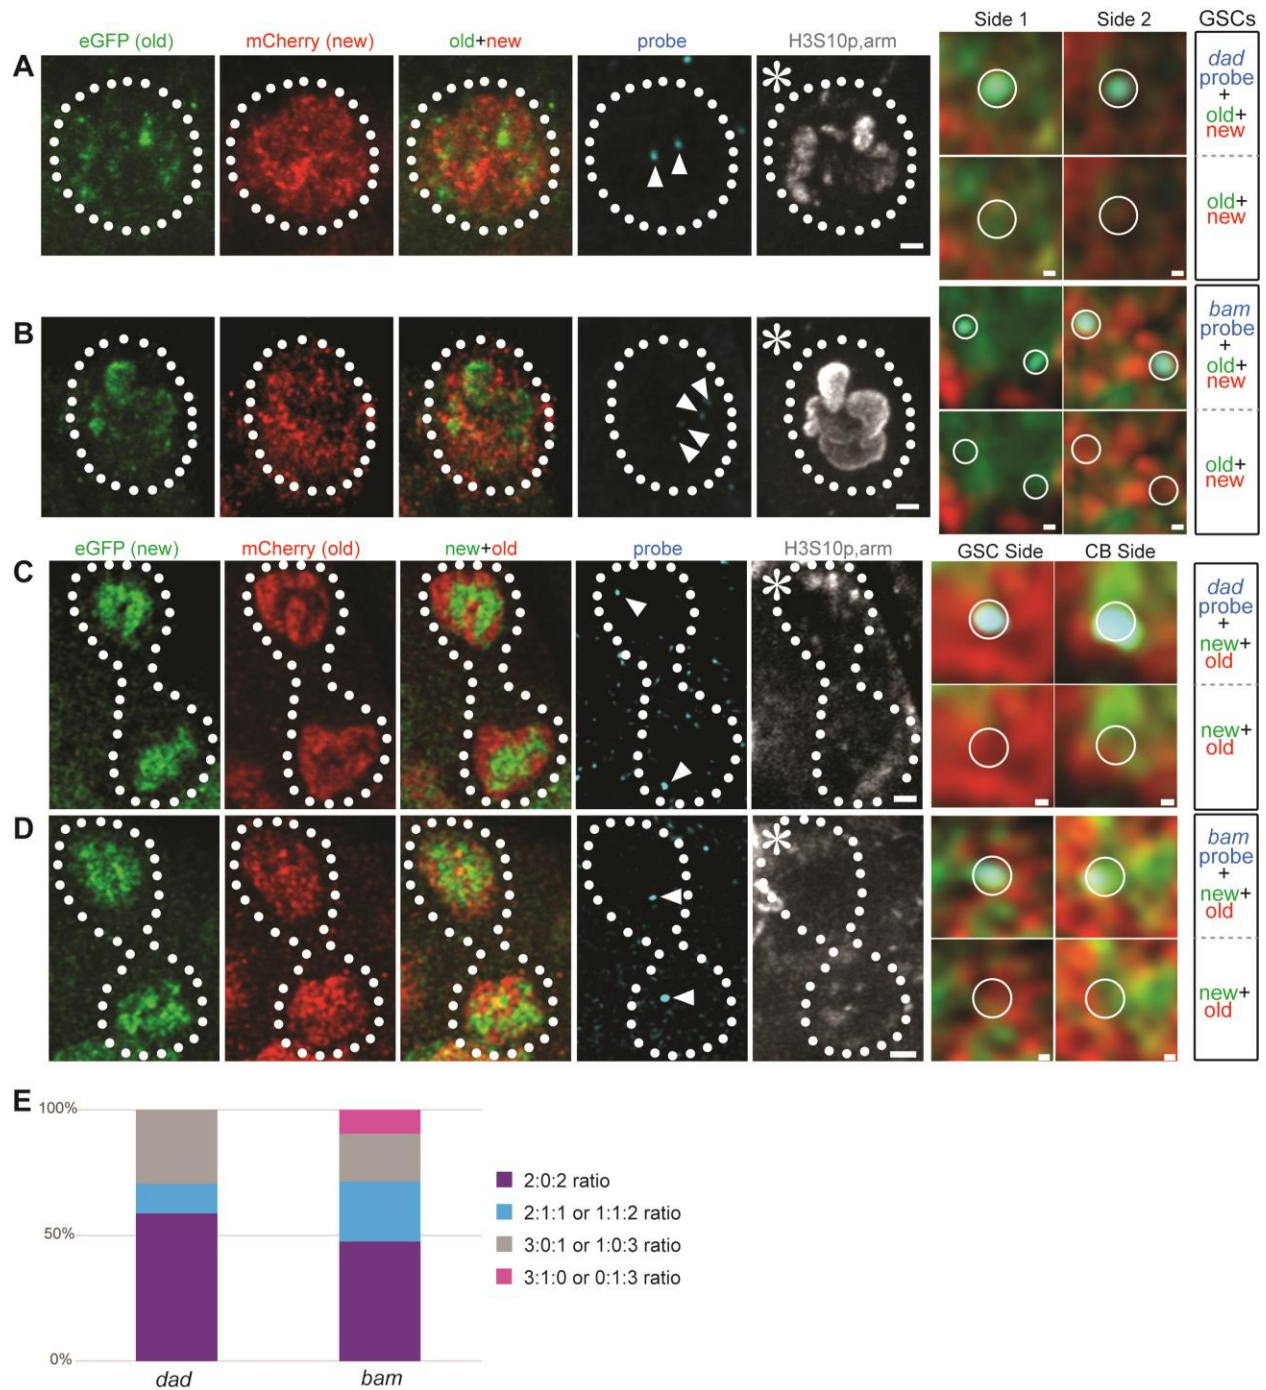 Side 1 Side 2 GSCs
eGFP (old) mCherry (new) old+new probe H3S10p,arm
A
dad
probe
+
old+
new
old+
new
B
bam
probe
+
old+
new
old+
new
eGFP (new) mCherry (old) new+old probe H3S10p,arm GSC Side CB Side
C
dad
probe
+
new+
old
new+
old
D
bam
probe
+
new+
old
new+
old
E
100%
50%
0%
dad bam
2:0:2 ratio
2:1:1 or 1:1:2 ratio
3:0:1 or 1:0:3 ratio
3:1:0 or 0:1:3 ratio